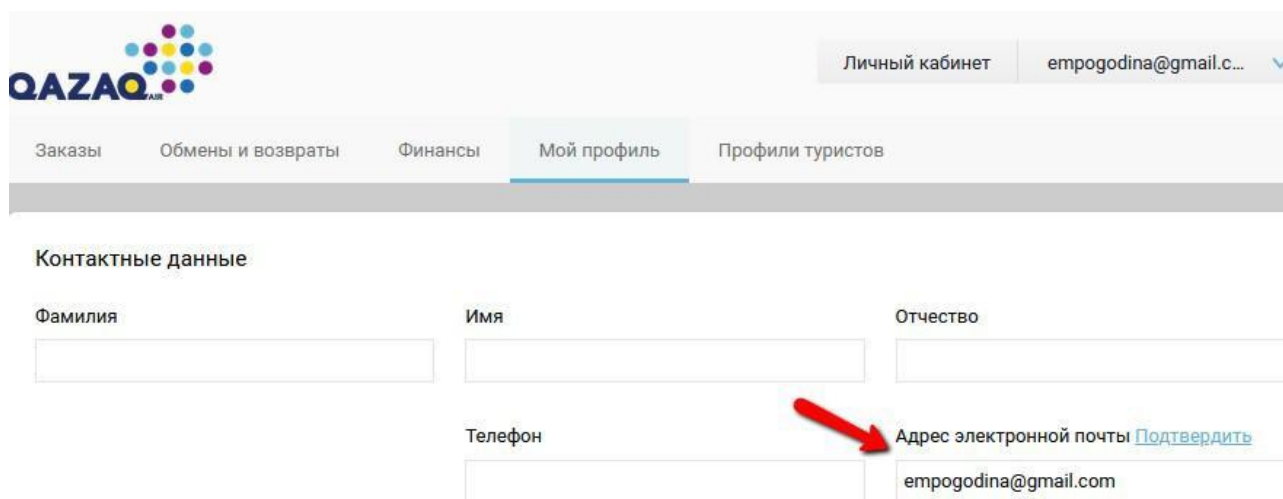 QAZAQ AIR
Личный кабинет empogodina@gmail.c...
Заказы Обмены и возвраты Финансы Мой профиль Профили туристов
Контактные данные
Фамилия Имя Отчество
Телефон Адрес электронной почты Подтвердить
empogodina@gmail.com